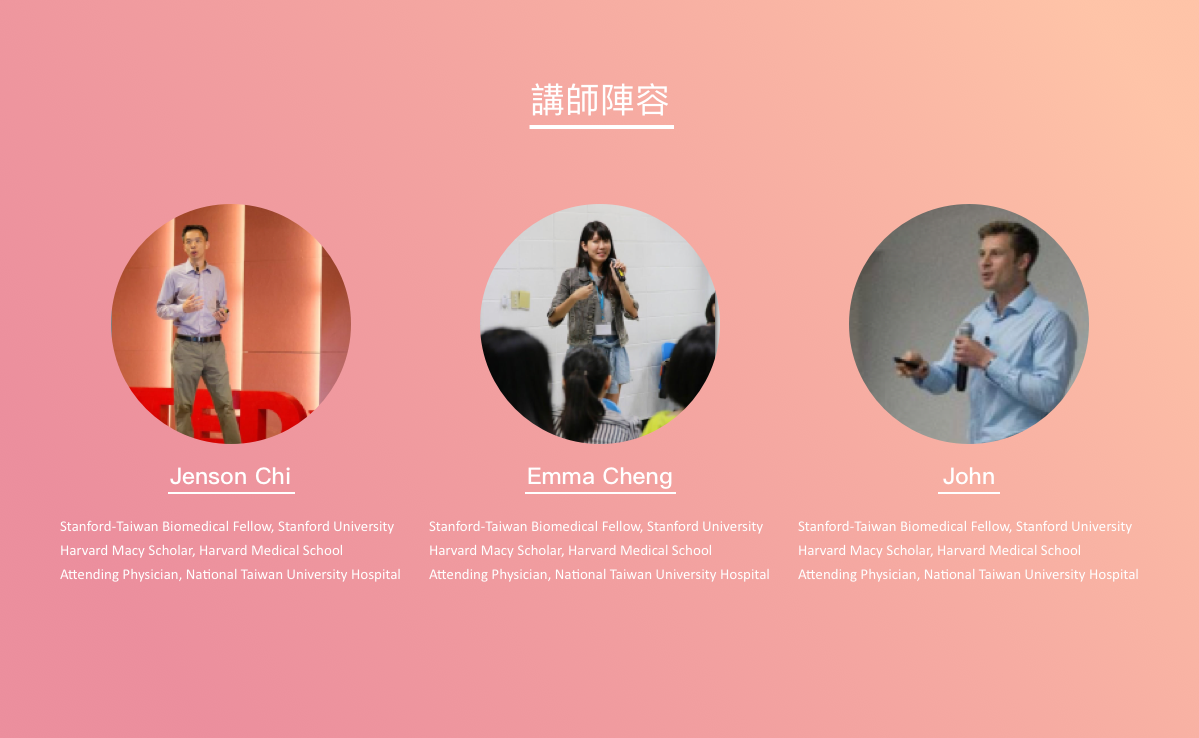 講師陣容
Jenson Chi
Stanford-Taiwan Biomedical Fellow, Stanford University
Harvard Macy Scholar, Harvard Medical School
Attending Physician, National Taiwan University Hospital
Emma Cheng
Stanford-Taiwan Biomedical Fellow, Stanford University
Harvard Macy Scholar, Harvard Medical School
Attending Physician, National Taiwan University Hospital
John
Stanford-Taiwan Biomedical Fellow, Stanford University
Harvard Macy Scholar, Harvard Medical School
Attending Physician, National Taiwan University Hospital